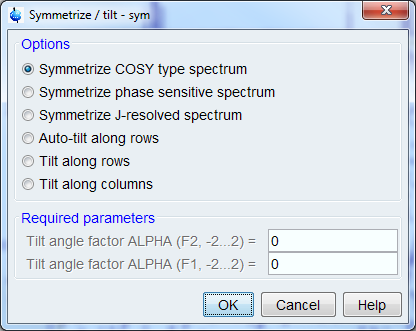 Symmetrize / tilt - sym
Options
Symmetrize COSY type spectrum
Symmetrize phase sensitive spectrum
Symmetrize J-resolved spectrum
Auto-tilt along rows
Tilt along rows
Tilt along columns
Required parameters
Tilt angle factor ALPHA (F2, -2...2) = 0
Tilt angle factor ALPHA (F1, -2...2) = 0
OK Cancel Help